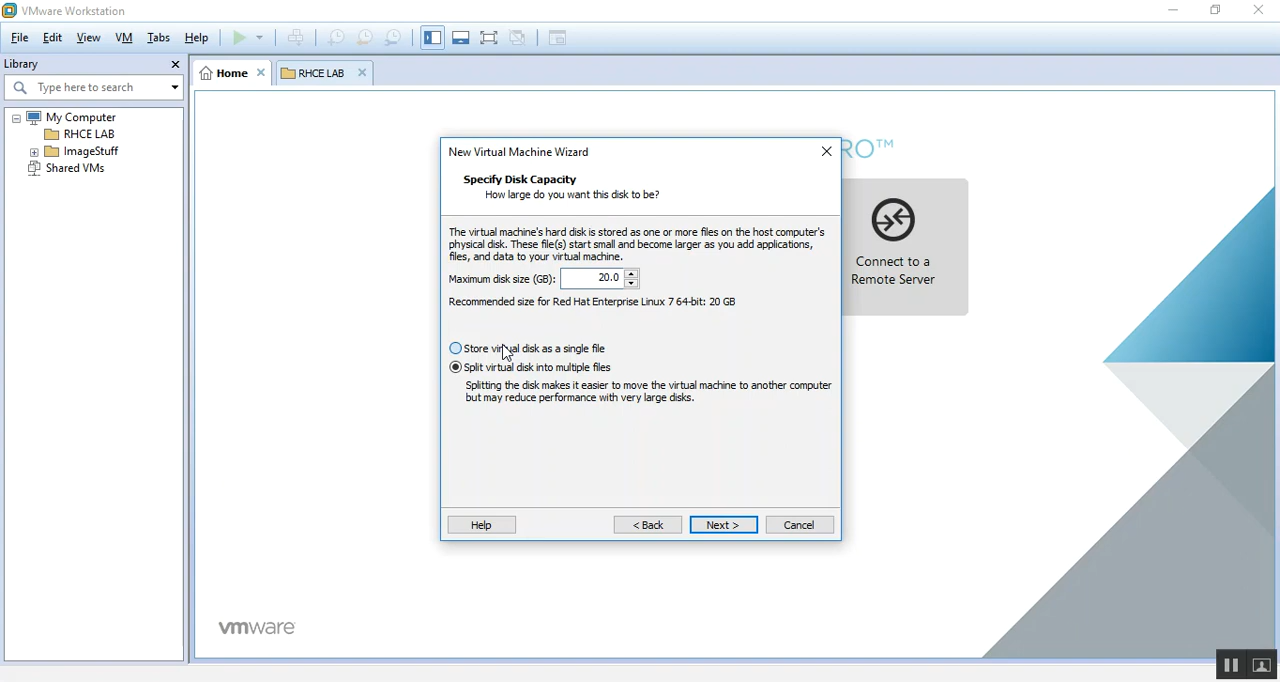 VMware Workstation
File Edit View VM Tabs Help
Library
Type here to search
Home
RHCE LAB
My Computer
RHCE LAB
ImageStuff
Shared VMs
RO™
Connect to a
Remote Server
New Virtual Machine Wizard
Specify Disk Capacity
How large do you want this disk to be?
The virtual machine's hard disk is stored as one or more files on the host computer's
physical disk. These file(s) start small and become larger as you add applications,
files, and data to your virtual machine.
Maximum disk size (GB): 20.0
Recommended size for Red Hat Enterprise Linux 7 64-bit: 20 GB
Store virtual disk as a single file
Split virtual disk into multiple files
Splitting the disk makes it easier to move the virtual machine to another computer
but may reduce performance with very large disks.
Help < Back Next > Cancel
vmware